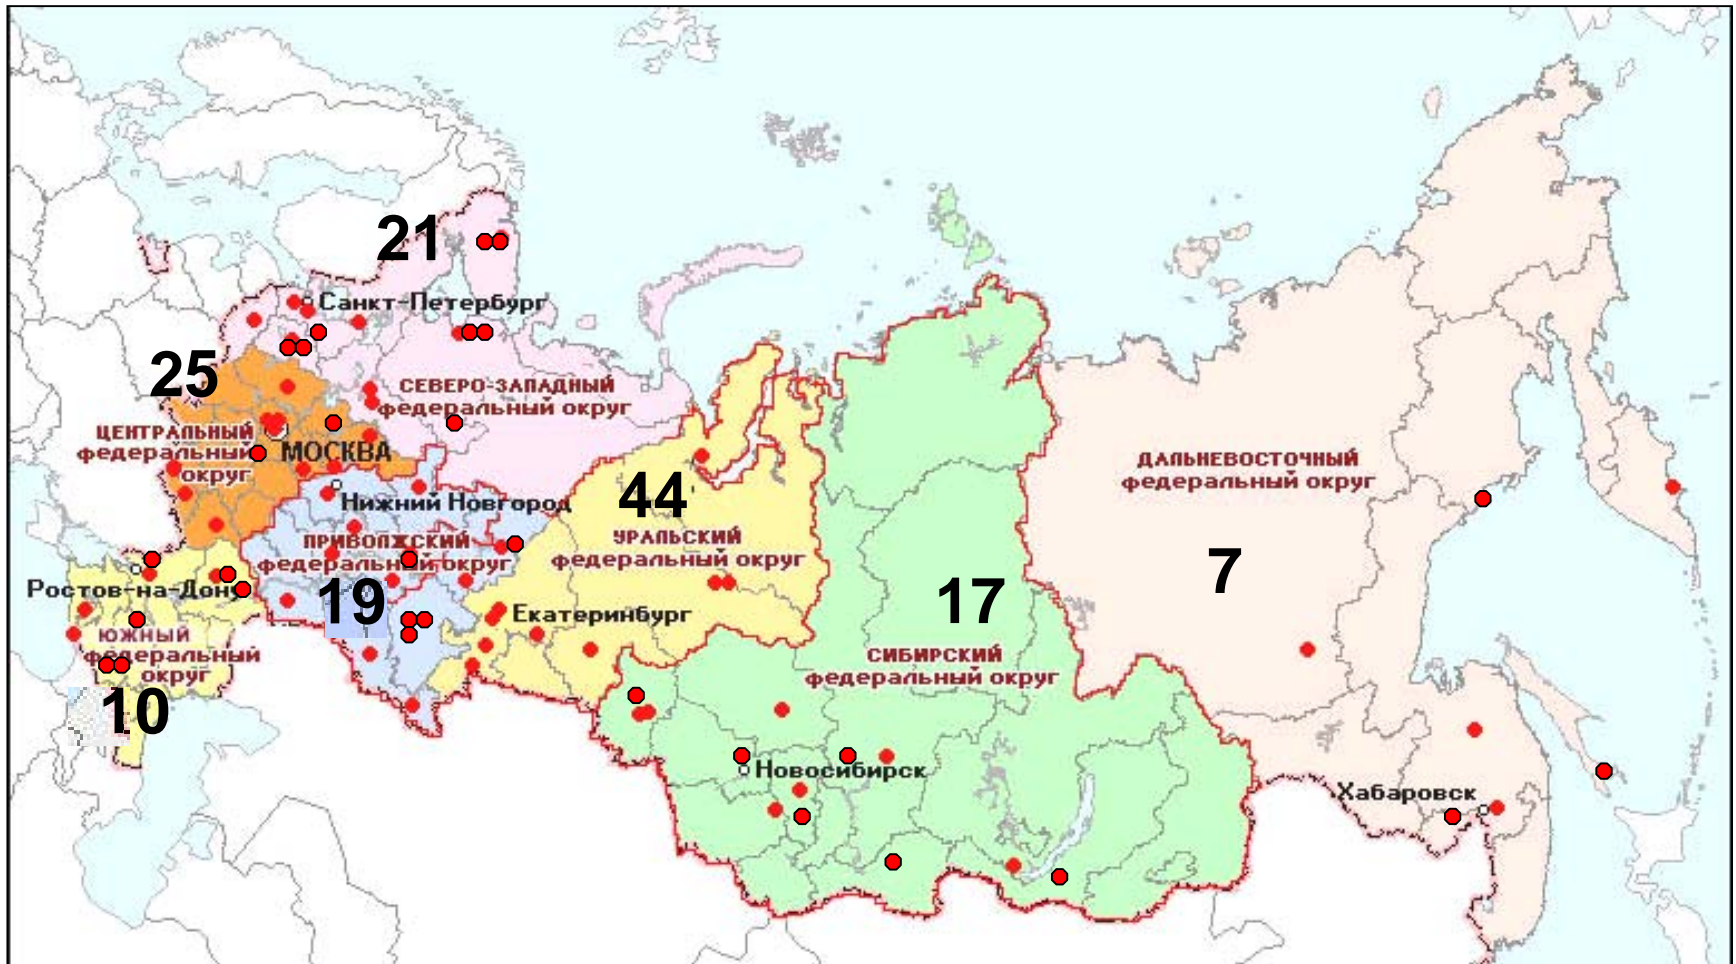 21
Санкт-Петербург
25
СЕВЕРО-ЗАПАДНЫЙ
федеральный округ
ЦЕНТРАЛЬНЫЙ
федеральный
округ
МОСКВА
ДАЛЬНЕВОСТОЧНЫЙ
федеральный округ
44
Нижний Новгород
УРАЛЬСКИЙ
федеральный округ
ПРИВОЛЖСКИЙ
федеральный округ
7
Ростов-на-Дону
19
17
Екатеринбург
ЮЖНЫЙ
федеральный
округ
СИБИРСКИЙ
федеральный округ
10
Новосибирск
Хабаровск